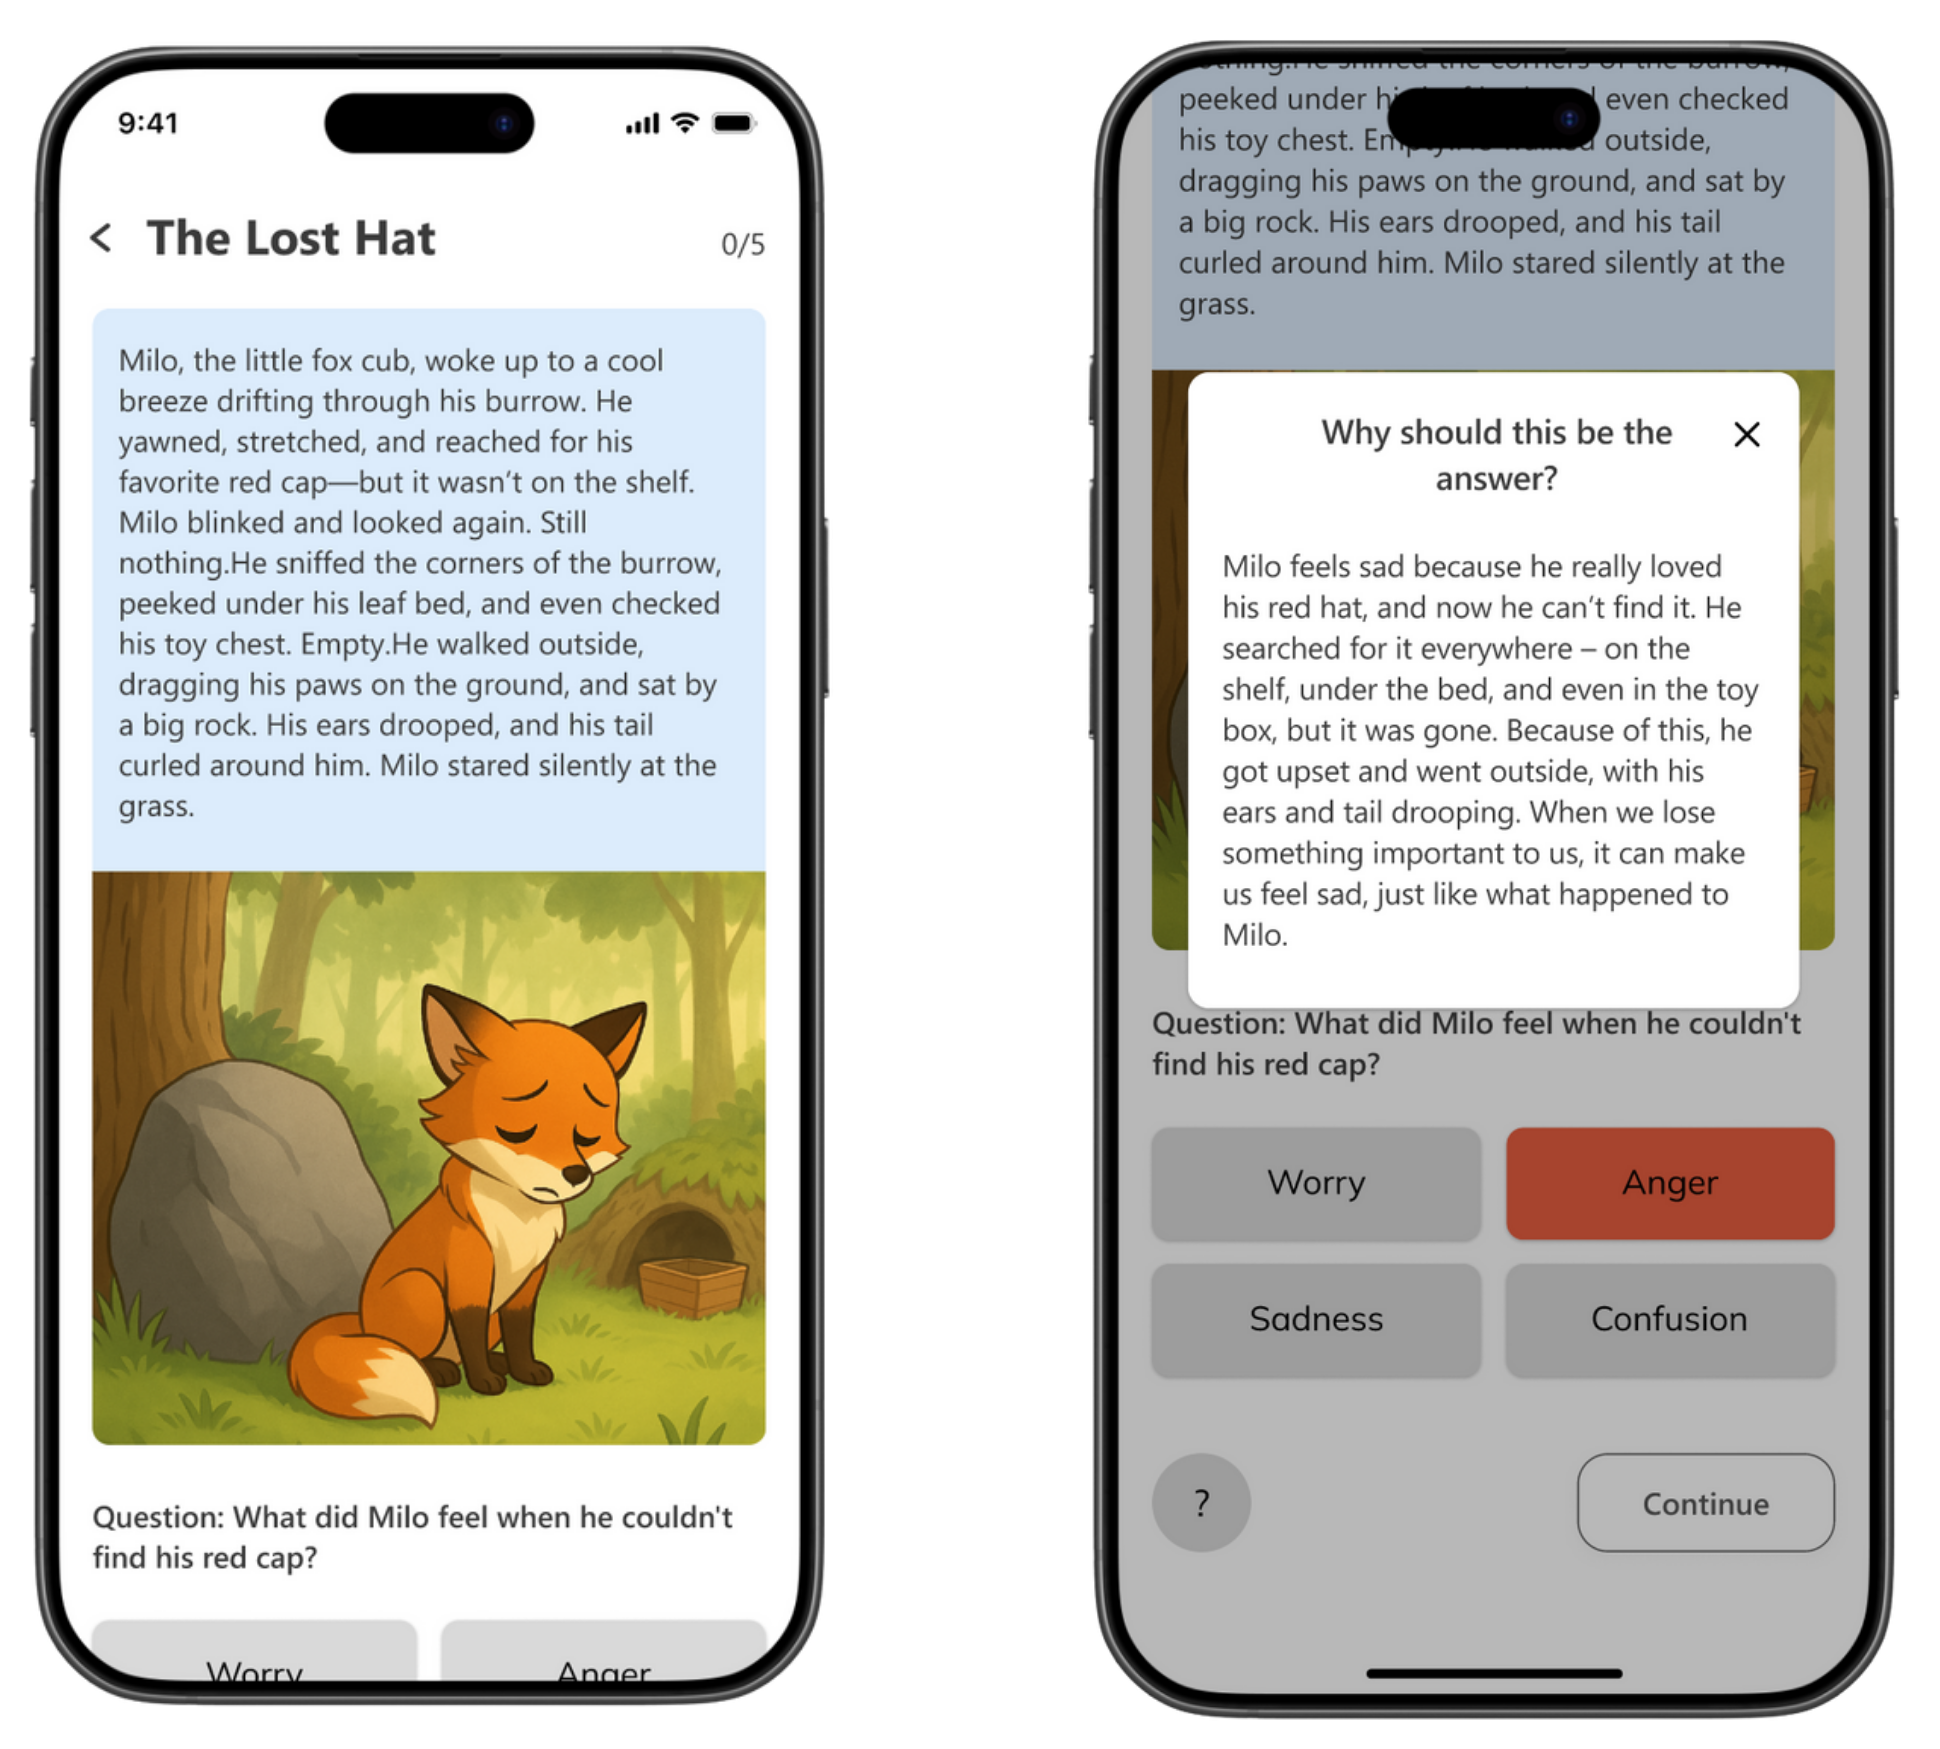 9:41
The Lost Hat
0/5
Milo, the little fox cub, woke up to a cool
breeze drifting through his burrow. He
yawned, stretched, and reached for his
favorite red cap—but it wasn't on the shelf.
Milo blinked and looked again. Still
nothing.He sniffed the corners of the burrow,
peeked under his leaf bed, and even checked
his toy chest. Empty.He walked outside,
dragging his paws on the ground, and sat by
a big rock. His ears drooped, and his tail
curled around him. Milo stared silently at the
grass.
Question: What did Milo feel when he couldn't
find his red cap?
Worry
Anger
nothing.He sniffed the corners of the burrow,
peeked under even checked
his toy chest. outside,
dragging his paws on the ground, and sat by
a big rock. His ears drooped, and his tail
curled around him. Milo stared silently at the
grass.
Why should this be the
answer?
Milo feels sad because he really loved
his red hat, and now he can't find it. He
searched for it everywhere – on the
shelf, under the bed, and even in the toy
box, but it was gone. Because of this, he
got upset and went outside, with his
ears and tail drooping. When we lose
something important to us, it can make
us feel sad, just like what happened to
Milo.
Question: What did Milo feel when he couldn't
find his red cap?
Worry
Anger
Sadness
Confusion
?
Continue